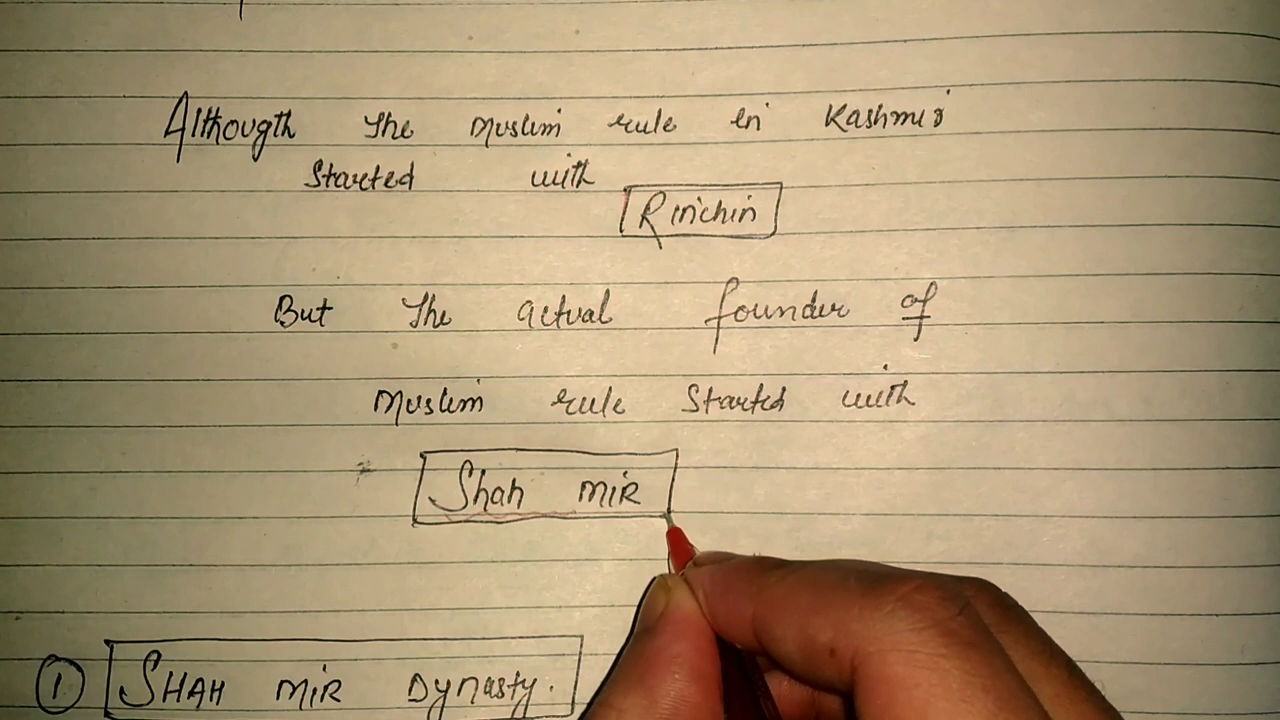 Althougth the Muslim rule in Kashmir
Started with
Rinchin
But the actual founder of
Muslim rule Started with
Shah MIR
① SHAH MIR Dynasty.